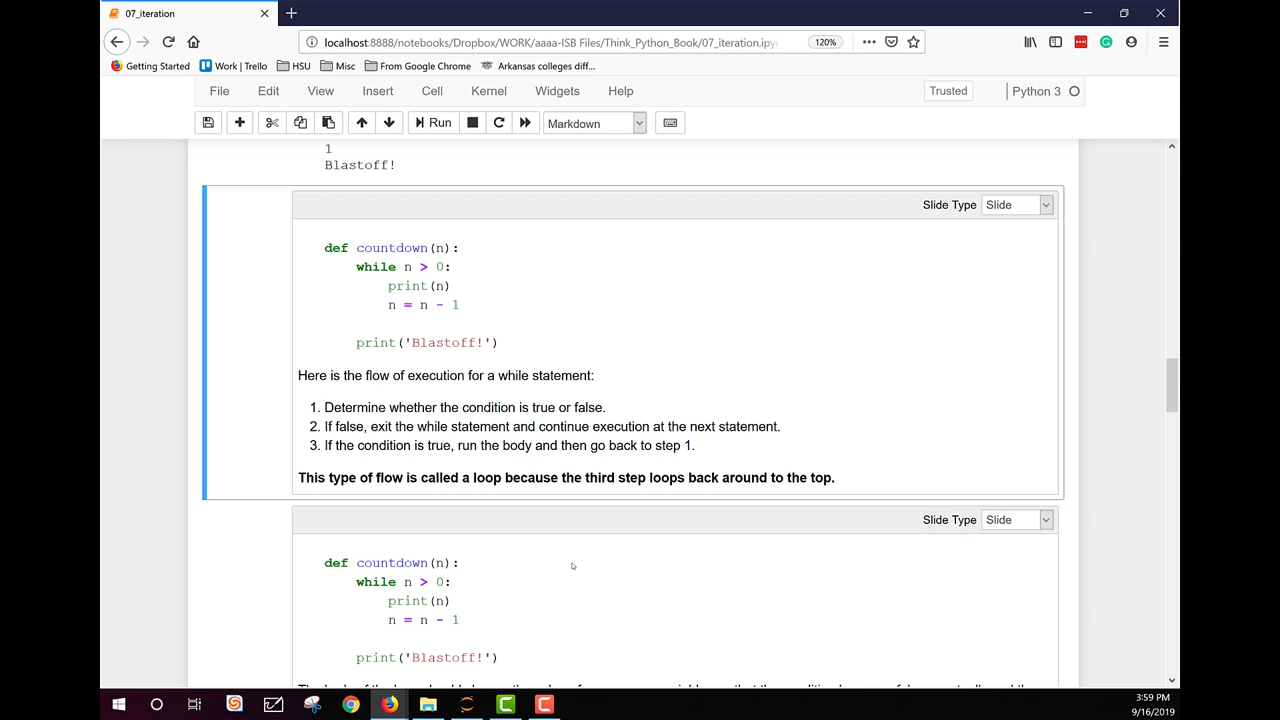 07_iteration
localhost:8888/notebooks/Dropbox/WORK/aaaa-ISB Files/Think_Python_Book/07_iteration.ipyn
120%
Getting Started Work | Trello HSU Misc From Google Chrome Arkansas colleges diff...
File Edit View Insert Cell Kernel Widgets Help Trusted Python 3
Run Markdown
1
Blastoff!
Slide Type Slide
def countdown(n):
while n > 0:
print(n)
n = n - 1
print('Blastoff!')
Here is the flow of execution for a while statement:
1. Determine whether the condition is true or false.
2. If false, exit the while statement and continue execution at the next statement.
3. If the condition is true, run the body and then go back to step 1.
This type of flow is called a loop because the third step loops back around to the top.
Slide Type Slide
def countdown(n):
while n > 0:
print(n)
n = n - 1
print('Blastoff!')
3:59 PM
9/16/2019